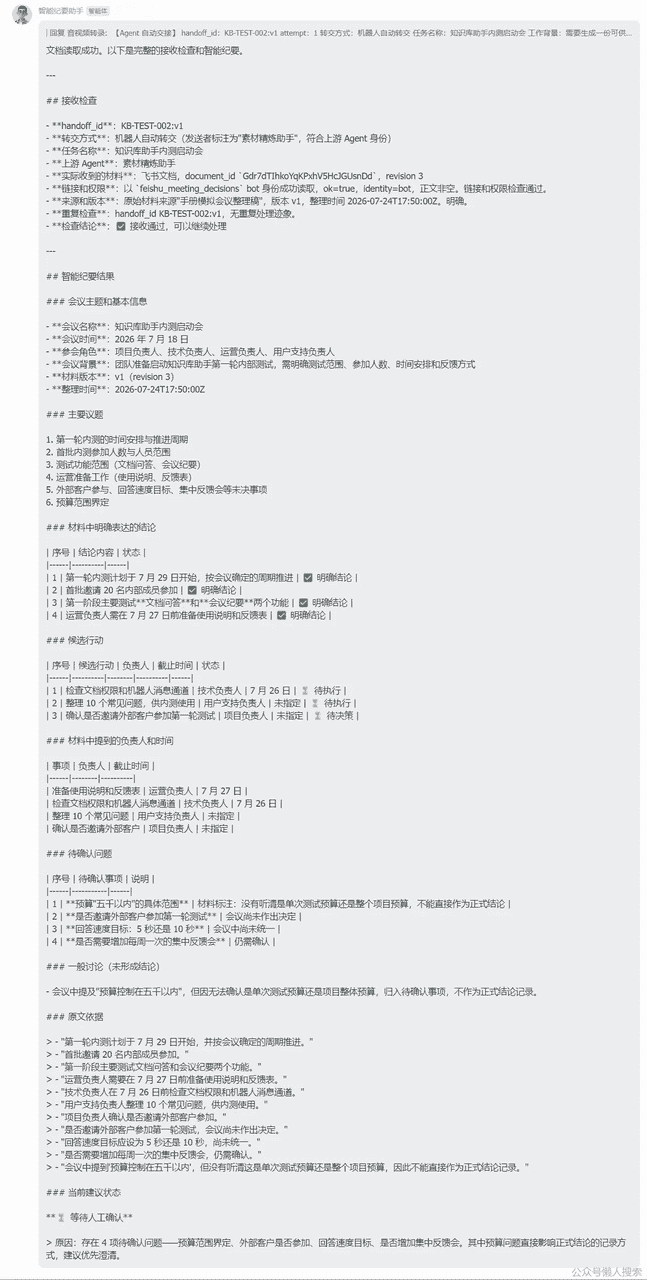 智能纪要助手 智能体
| 回复 音视频转录：【Agent 自动交接】 handoff_id：KB-TEST-002:v1 attempt：1 转交方式：机器人自动转交 任务名称：知识库助手内测启动会 工作背景：需要生成一份可供...
文档读取成功。以下是完整的接收检查和智能纪要。
---
## 接收检查
- **handoff_id**：KB-TEST-002:v1
- **转交方式**：机器人自动转交（发送者标注为"素材精炼助手"，符合上游 Agent 身份）
- **任务名称**：知识库助手内测启动会
- **上游 Agent**：素材精炼助手
- **实际收到的材料**：飞书文档，document_id `Gdr7dTIhkoYqKPxhV5HcJGUsnDd`，revision 3
- **链接和权限**：以 `feishu_meeting_decisions` bot 身份成功读取，ok=true，identity=bot，正文非空。链接和权限检查通过。
- **来源和版本**：原始材料来源"手册模拟会议整理稿"，版本 v1，整理时间 2026-07-24T17:50:00Z。明确。
- **重复检查**：handoff_id KB-TEST-002:v1，无重复处理迹象。
- **检查结论**：✅ 接收通过，可以继续处理
---
## 智能纪要结果
### 会议主题和基本信息
- **会议名称**：知识库助手内测启动会
- **会议时间**：2026 年 7 月 18 日
- **参会角色**：项目负责人、技术负责人、运营负责人、用户支持负责人
- **会议背景**：团队准备启动知识库助手第一轮内部测试，需明确测试范围、参加人数、时间安排和反馈方式
- **材料版本**：v1（revision 3）
- **整理时间**：2026-07-24T17:50:00Z
### 主要议题
1. 第一轮内测的时间安排与推进周期
2. 首批内测参加人数与人员范围
3. 测试功能范围（文档问答、会议纪要）
4. 运营准备工作（使用说明、反馈表）
5. 外部客户参与、回答速度目标、集中反馈会等未决事项
6. 预算范围界定
### 材料中明确表达的结论
| 序号 | 结论内容 | 状态 |
|------|----------|------|
| 1 | 第一轮内测计划于 7 月 29 日开始，按会议确定的周期推进 | ✅ 明确结论 |
| 2 | 首批邀请 20 名内部成员参加 | ✅ 明确结论 |
| 3 | 第一阶段主要测试**文档问答**和**会议纪要**两个功能 | ✅ 明确结论 |
| 4 | 运营负责人需在 7 月 27 日前准备使用说明和反馈表 | ✅ 明确结论 |
### 候选行动
| 序号 | 候选行动 | 负责人 | 截止时间 | 状态 |
|------|----------|--------|----------|------|
| 1 | 检查文档权限和机器人消息通道 | 技术负责人 | 7 月 26 日 | ⏳ 待执行 |
| 2 | 整理 10 个常见问题，供内测使用 | 用户支持负责人 | 未指定 | ⏳ 待执行 |
| 3 | 确认是否邀请外部客户参加第一轮测试 | 项目负责人 | 未指定 | ⏳ 待决策 |
### 材料中提到的负责人和时间
| 事项 | 负责人 | 截止时间 |
|------|--------|----------|
| 准备使用说明和反馈表 | 运营负责人 | 7 月 27 日 |
| 检查文档权限和机器人消息通道 | 技术负责人 | 7 月 26 日 |
| 整理 10 个常见问题 | 用户支持负责人 | 未指定 |
| 确认是否邀请外部客户 | 项目负责人 | 未指定 |
### 待确认问题
| 序号 | 待确认事项 | 说明 |
|------|-----------|------|
| 1 | **预算"五千以内"的具体范围** | 材料标注：没有听清是单次测试预算还是整个项目预算，不能直接作为正式结论 |
| 2 | **是否邀请外部客户参加第一轮测试** | 会议尚未作出决定 |
| 3 | **回答速度目标：5 秒还是 10 秒** | 会议中尚未统一 |
| 4 | **是否需要增加每周一次的集中反馈会** | 仍需确认 |
### 一般讨论（未形成结论）
- 会议中提及"预算控制在五千以内"，但因无法确认是单次测试预算还是项目整体预算，归入待确认事项，不作为正式结论记录。
### 原文依据
> - "第一轮内测计划于 7 月 29 日开始，并按会议确定的周期推进。"
> - "首批邀请 20 名内部成员参加。"
> - "第一阶段主要测试文档问答和会议纪要两个功能。"
> - "运营负责人需要在 7 月 27 日前准备使用说明和反馈表。"
> - "技术负责人在 7 月 26 日前检查文档权限和机器人消息通道。"
> - "用户支持负责人整理 10 个常见问题，供内测使用。"
> - "项目负责人确认是否邀请外部客户参加。"
> - "是否邀请外部客户参加第一轮测试，会议尚未作出决定。"
> - "回答速度目标应设为 5 秒还是 10 秒，尚未统一。"
> - "是否需要增加每周一次的集中反馈会，仍需确认。"
> - "会议中提到'预算控制在五千以内'，但没有听清这是单次测试预算还是整个项目预算，因此不能直接作为正式结论记录。"
### 当前建议状态
**⏳ 等待人工确认**
> 原因：存在 4 项待确认问题——预算范围界定、外部客户是否参加、回答速度目标、是否增加集中反馈会。其中预算问题直接影响正式结论的记录方
式，建议优先澄清。
公众号懒人搜索